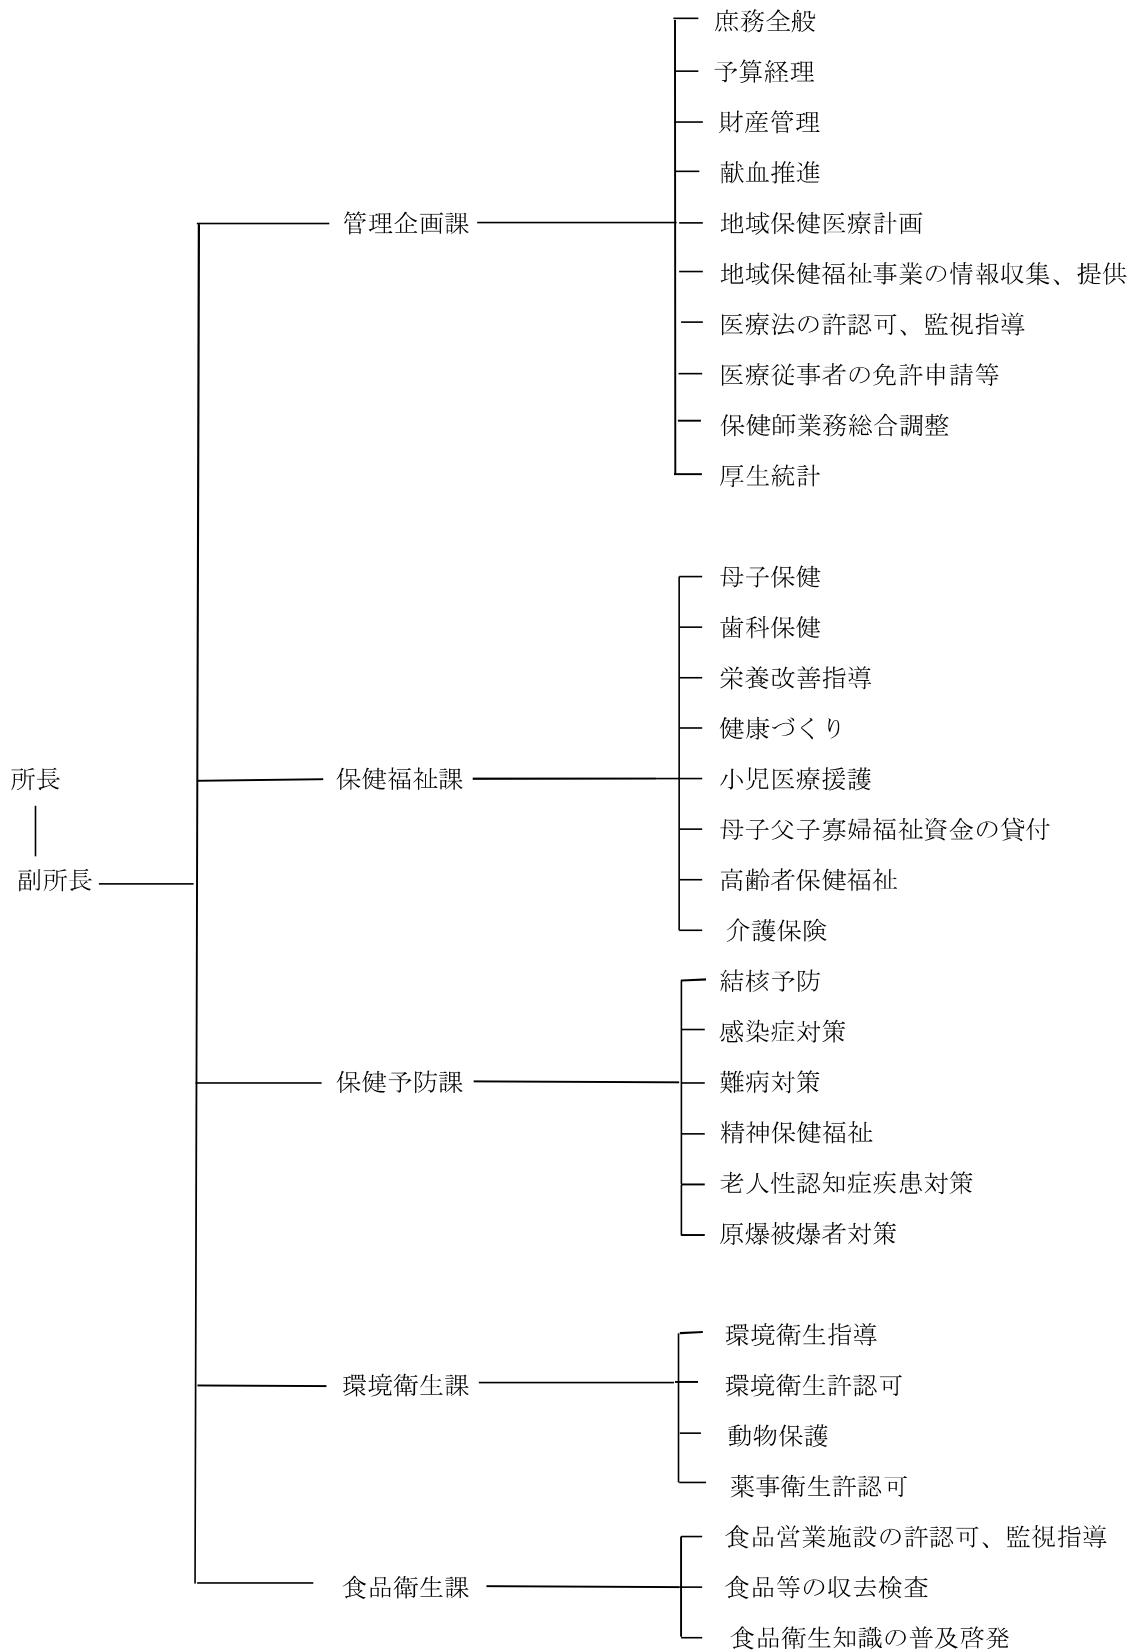 庶務全般
予算経理
財産管理
献血推進
管理企画課
地域保健医療計画
地域保健福祉事業の情報収集、提供
医療法の許認可、監視指導
医療従事者の免許申請等
保健師業務総合調整
厚生統計
母子保健
歯科保健
栄養改善指導
健康づくり
所長
保健福祉課
小児医療援護
母子父子寡婦福祉資金の貸付
副所長
高齢者保健福祉
介護保険
結核予防
感染症対策
保健予防課
難病対策
精神保健福祉
老人性認知症疾患対策
原爆被爆者対策
環境衛生指導
環境衛生課
環境衛生許認可
動物保護
薬事衛生許認可
食品営業施設の許認可、監視指導
食品衛生課
食品等の収去検査
食品衛生知識の普及啓発